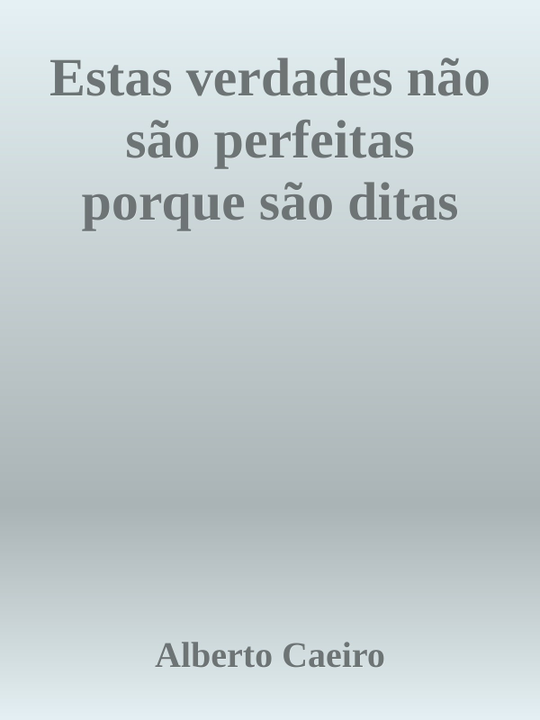 Estas verdades não
são perfeitas
porque são ditas
Alberto Caeiro